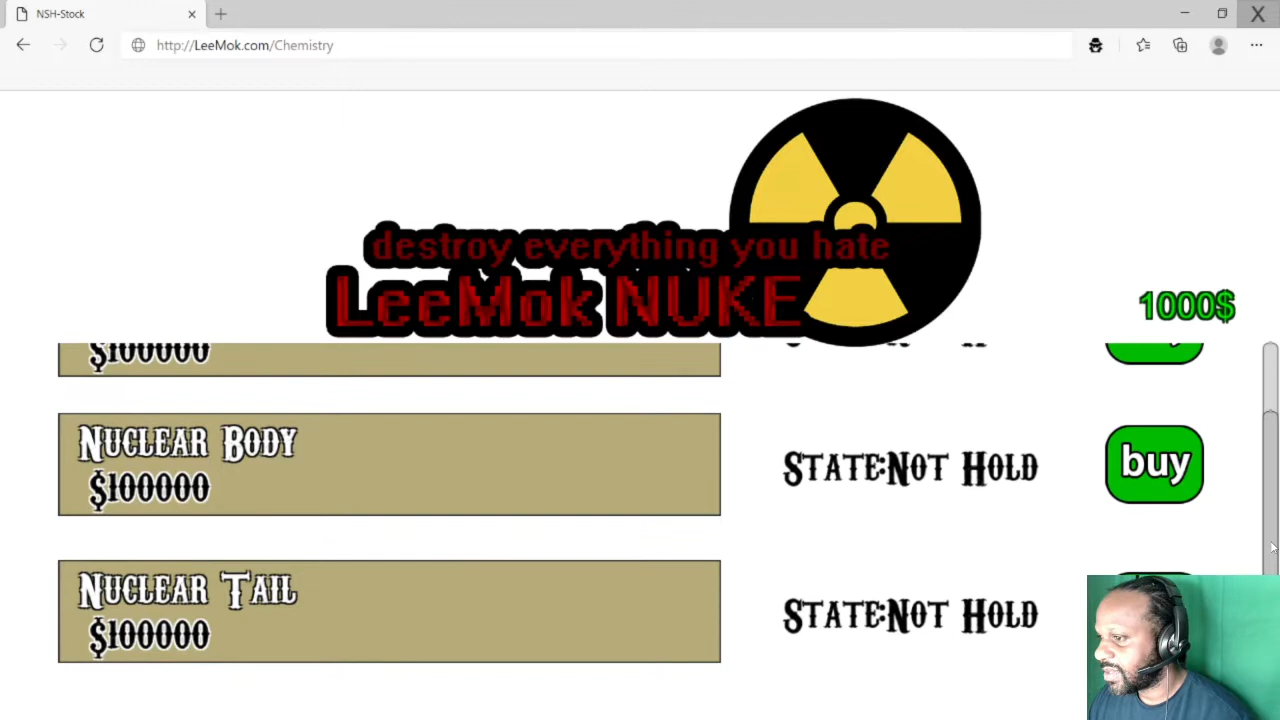 NSH-Stock
http://LeeMok.com/Chemistry
destroy everything you hate
LeeMok NUKE
1000$
$100000
Nuclear Body
$100000
State:Not Hold
buy
Nuclear Tail
$100000
State:Not Hold